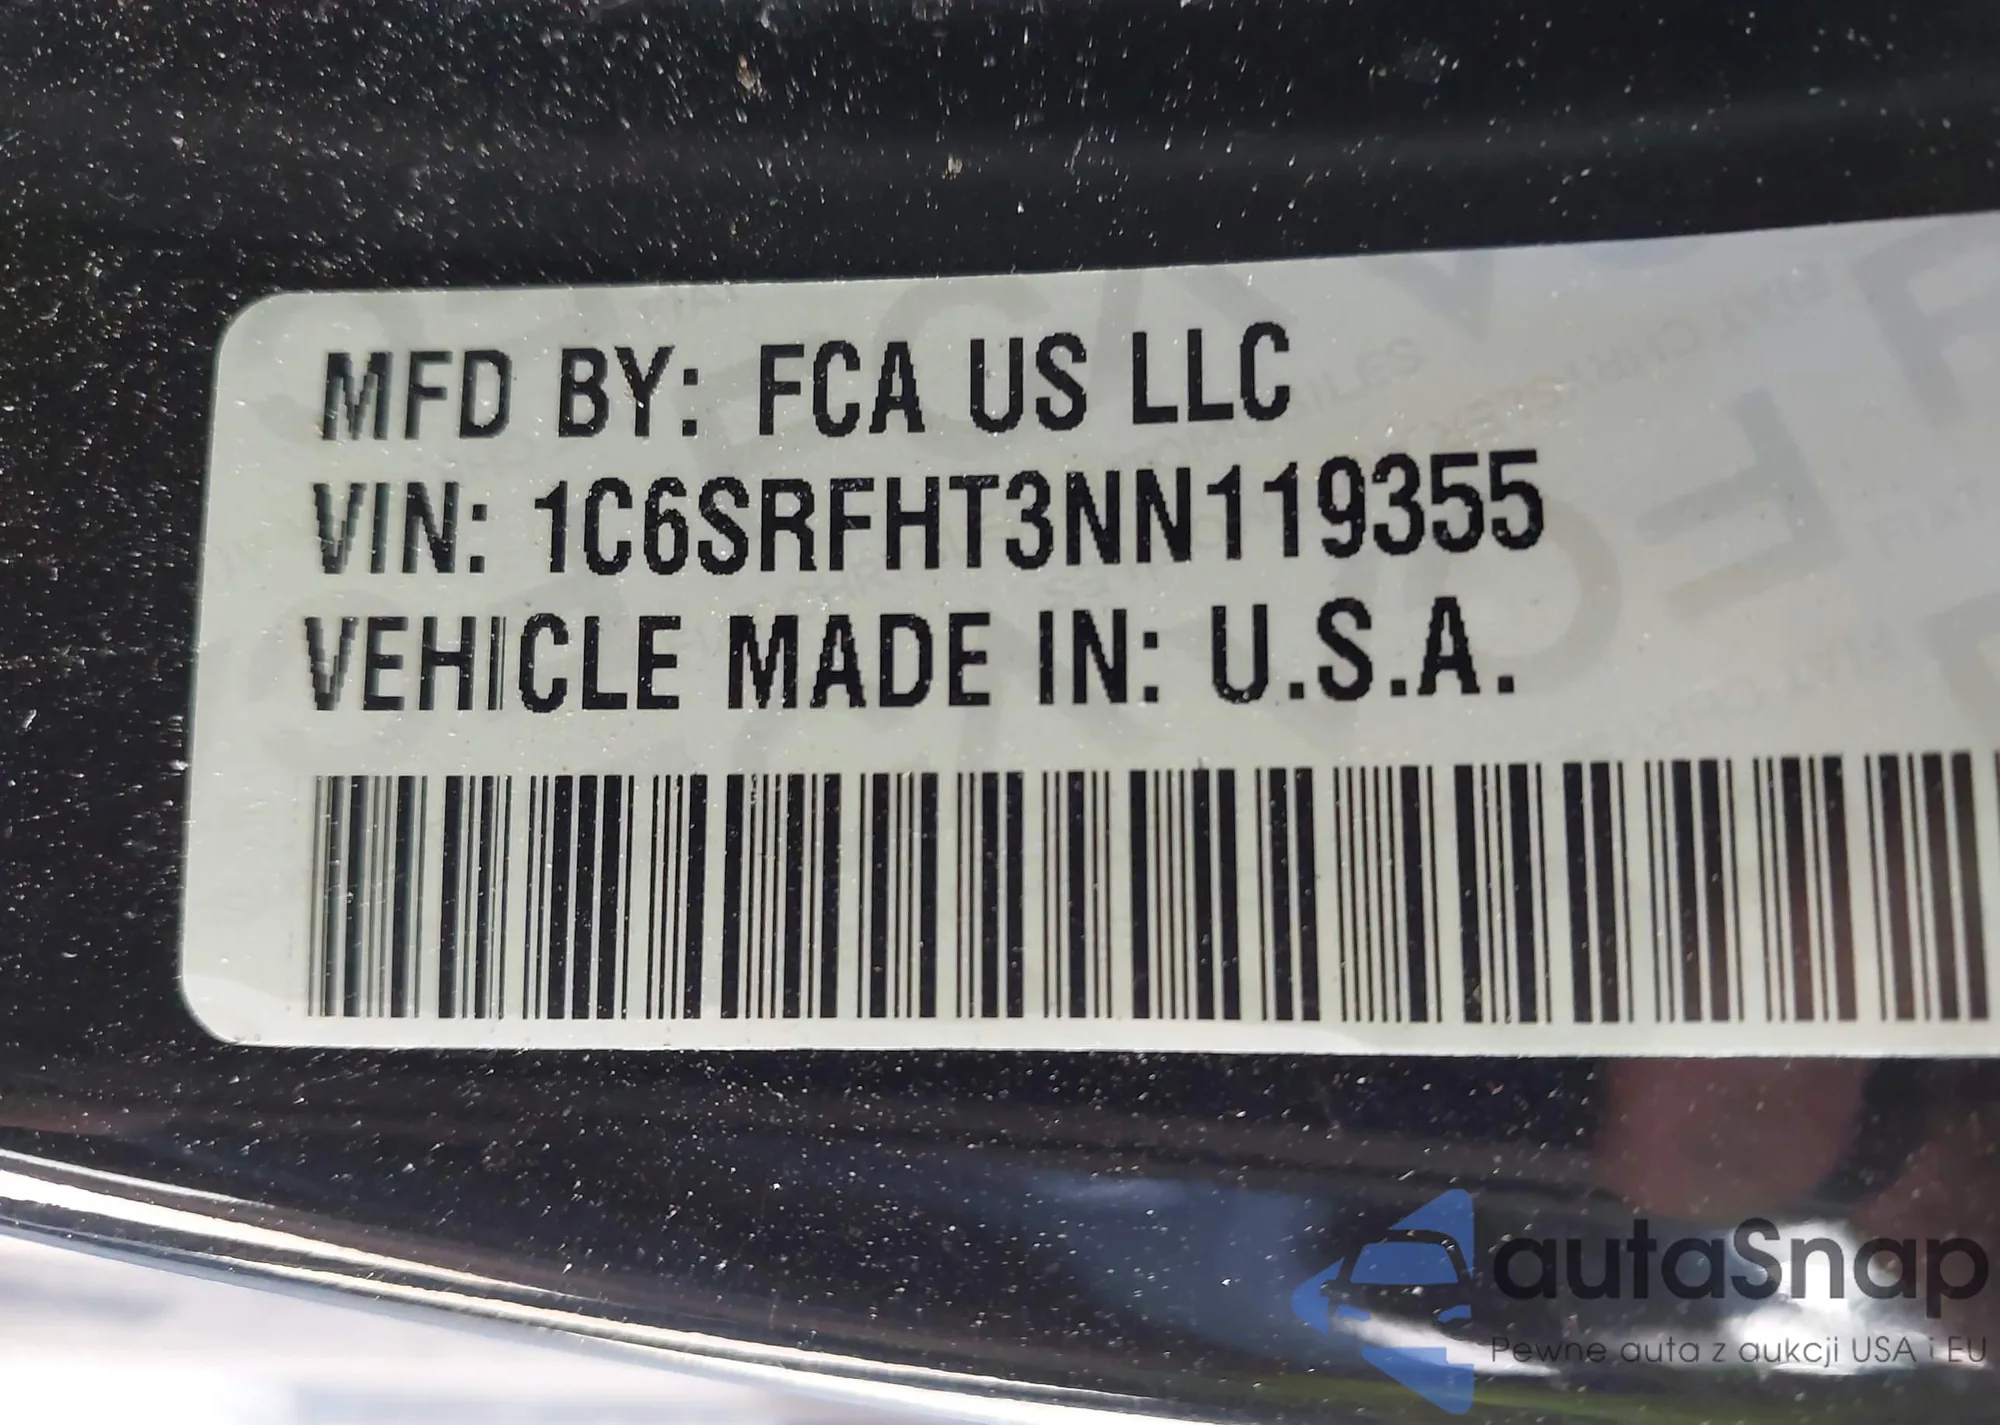 MFD BY: FCA US LLC
VIN: 1C6SRFHT3NN119355
VEHICLE MADE IN: U.S.A.
autaSnap
Pewne auta z aukcji USA i EU